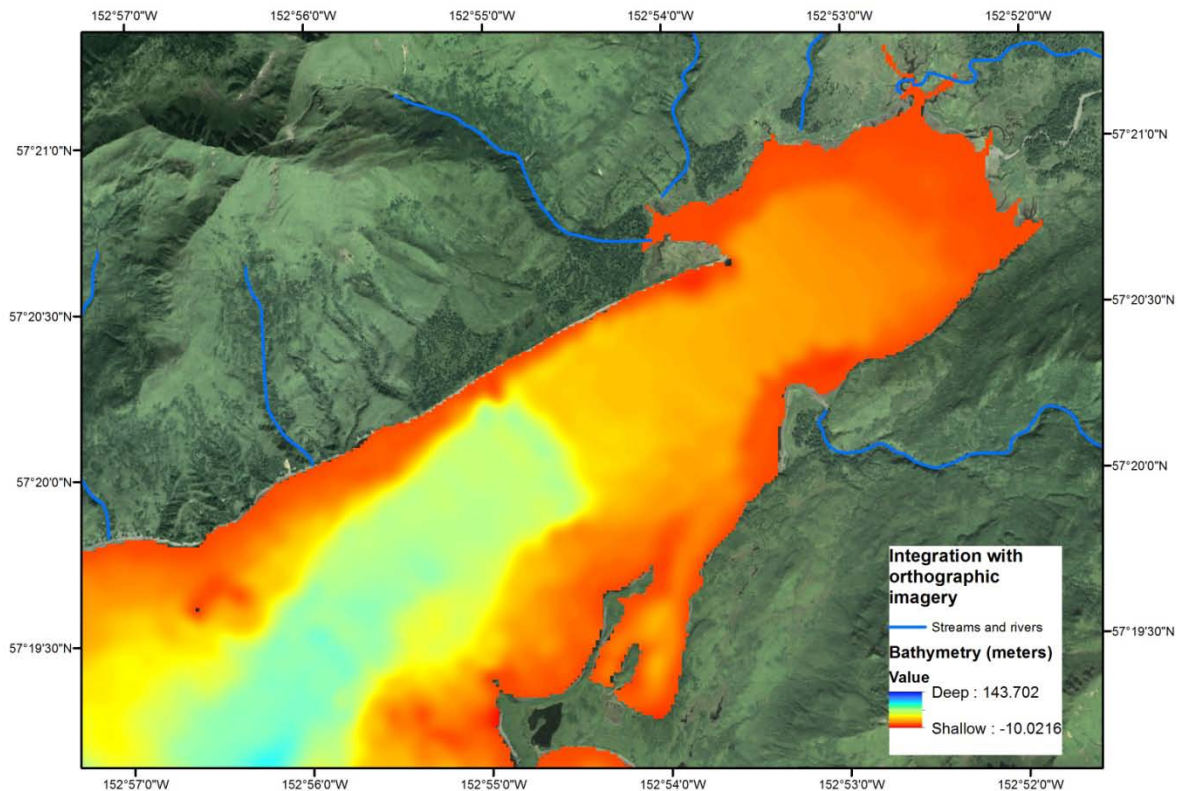 152°57'0"W 152°56'0"W 152°55'0"W 152°54'0"W 152°53'0"W 152°52'0"W
57°21'0"N 57°21'0"N
57°20'30"N 57°20'30"N
57°20'0"N 57°20'0"N
57°19'30"N 57°19'30"N
Integration with
orthographic
imagery
Streams and rivers
Bathymetry (meters)
Value
Deep : 143.702
Shallow : -10.0216
152°57'0"W 152°56'0"W 152°55'0"W 152°54'0"W 152°53'0"W 152°52'0"W